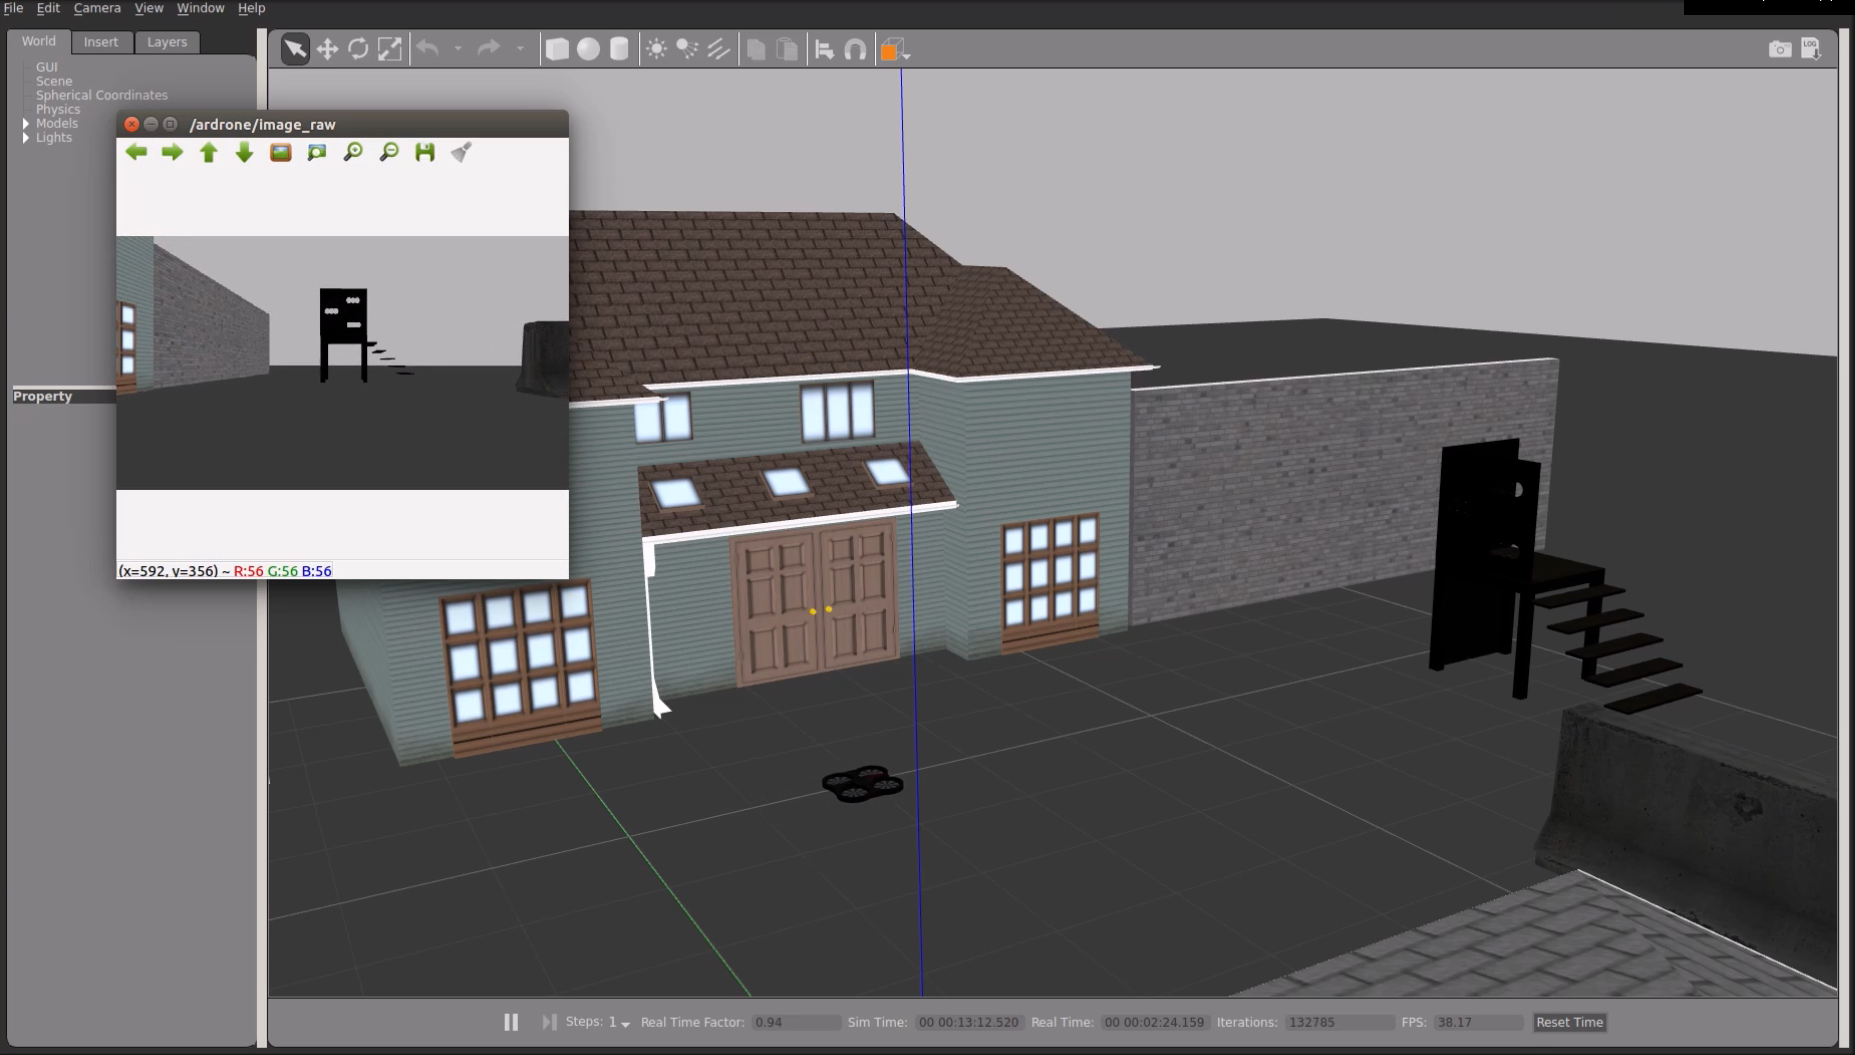 File Edit Camera View Window Help
World Insert Layers
GUI
Scene
Spherical Coordinates
Physics
Models
Lights
/ardrone/image_raw
Property
(x=592, y=356) ~ R:56 G:56 B:56
LOG
Steps: 1 Real Time Factor: 0.94 Sim Time: 00 00:13:12.520 Real Time: 00 00:02:24.159 Iterations: 132785 FPS: 38.17 Reset Time